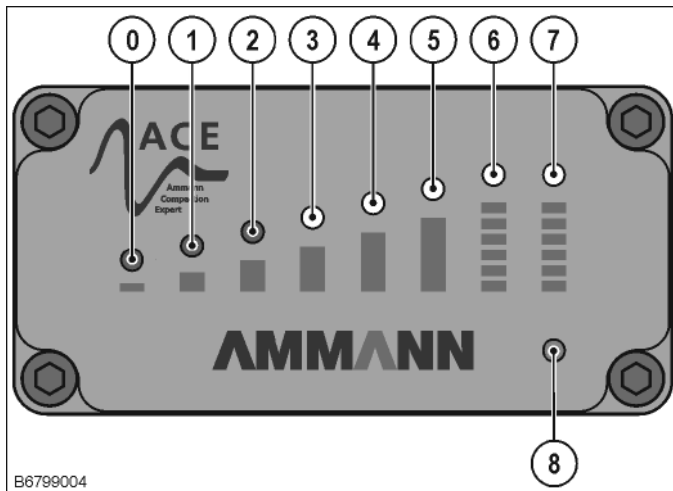 0 1 2 3 4 5 6 7
ACE
Ammann
Compaction
Expert
AMMANN
8
B6799004